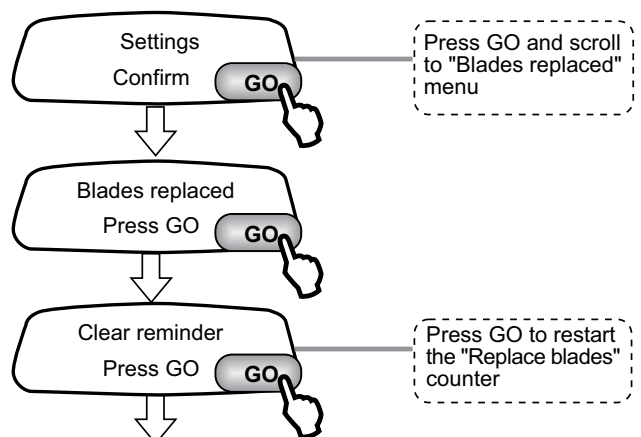 Settings
Confirm
GO
Press GO and scroll
to "Blades replaced"
menu
Blades replaced
Press GO
GO
Clear reminder
Press GO
GO
Press GO to restart
the "Replace blades"
counter